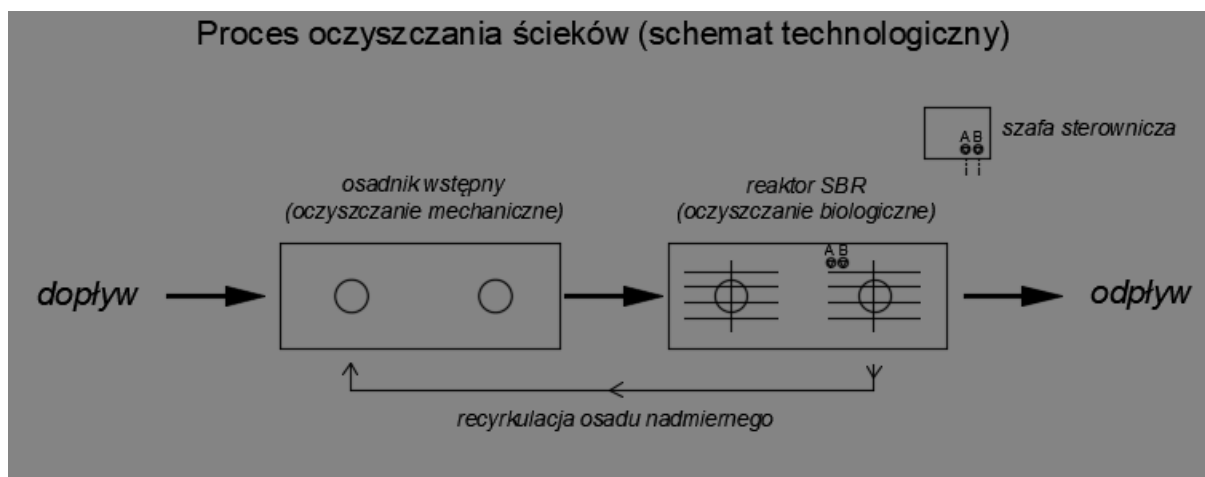 Proces oczyszczania ścieków (schemat technologiczny)
A B
szafa sterownicza
osadnik wstępny
(oczyszczanie mechaniczne)
reaktor SBR
(oczyszczanie biologiczne)
A B
dopływ
odpływ
recyrkulacja osadu nadmiernego